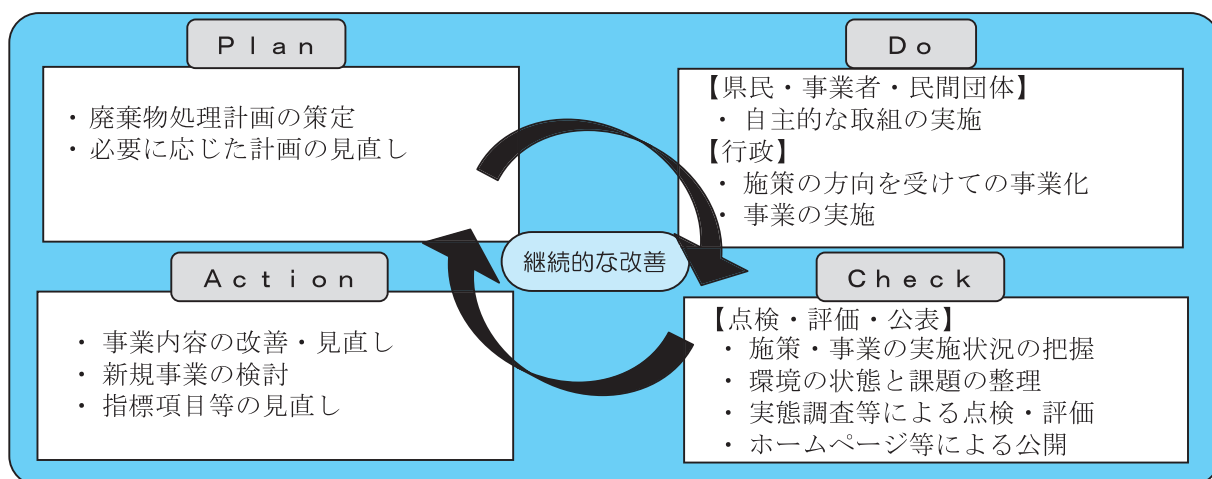 Ｐｌａｎ
・ 廃棄物処理計画の策定
・ 必要に応じた計画の見直し
Ｄｏ
【県民・事業者・民間団体】
・ 自主的な取組の実施
【行政】
・ 施策の方向を受けての事業化
・ 事業の実施
継続的な改善
Ａｃｔｉｏｎ
・ 事業内容の改善・見直し
・ 新規事業の検討
・ 指標項目等の見直し
Ｃｈｅｃｋ
【点検・評価・公表】
・ 施策・事業の実施状況の把握
・ 環境の状態と課題の整理
・ 実態調査等による点検・評価
・ ホームページ等による公開